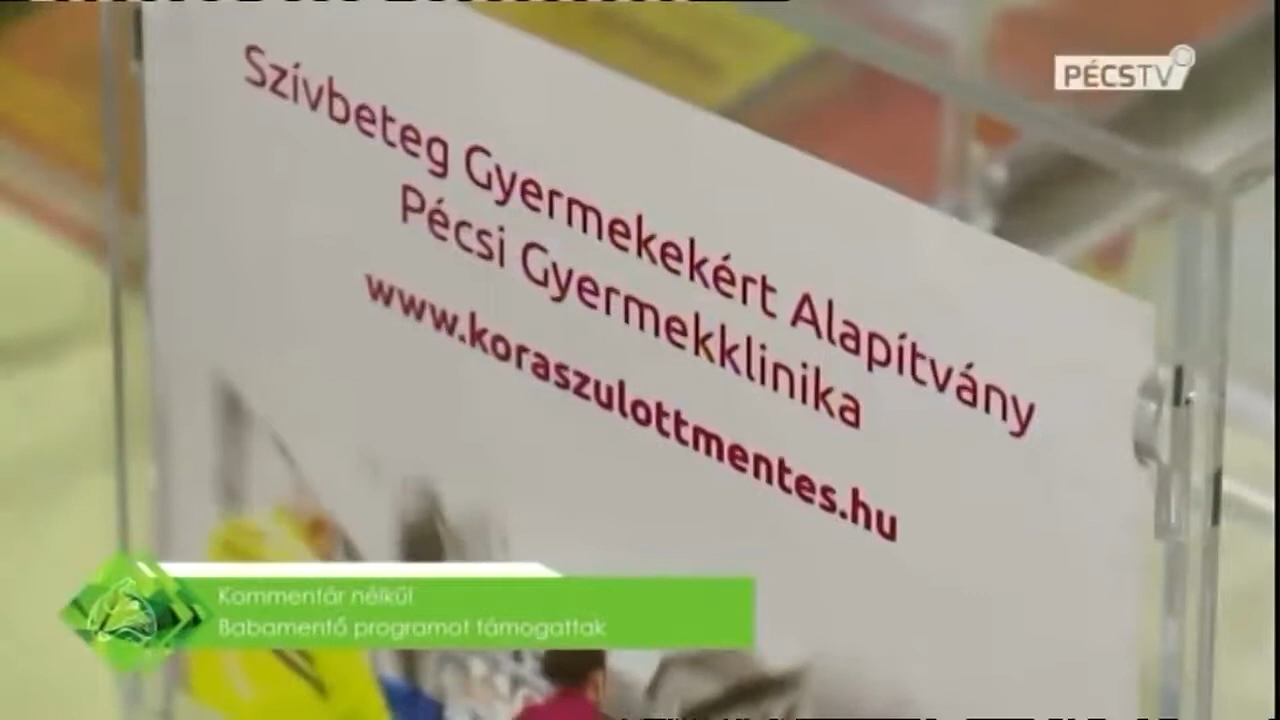 PÉCSTV
Szívbeteg Gyermekekért Alapítvány
Pécsi Gyermekklinika
www.koraszulottmentes.hu
Kommentár nélkül
Babamentő programot támogattak